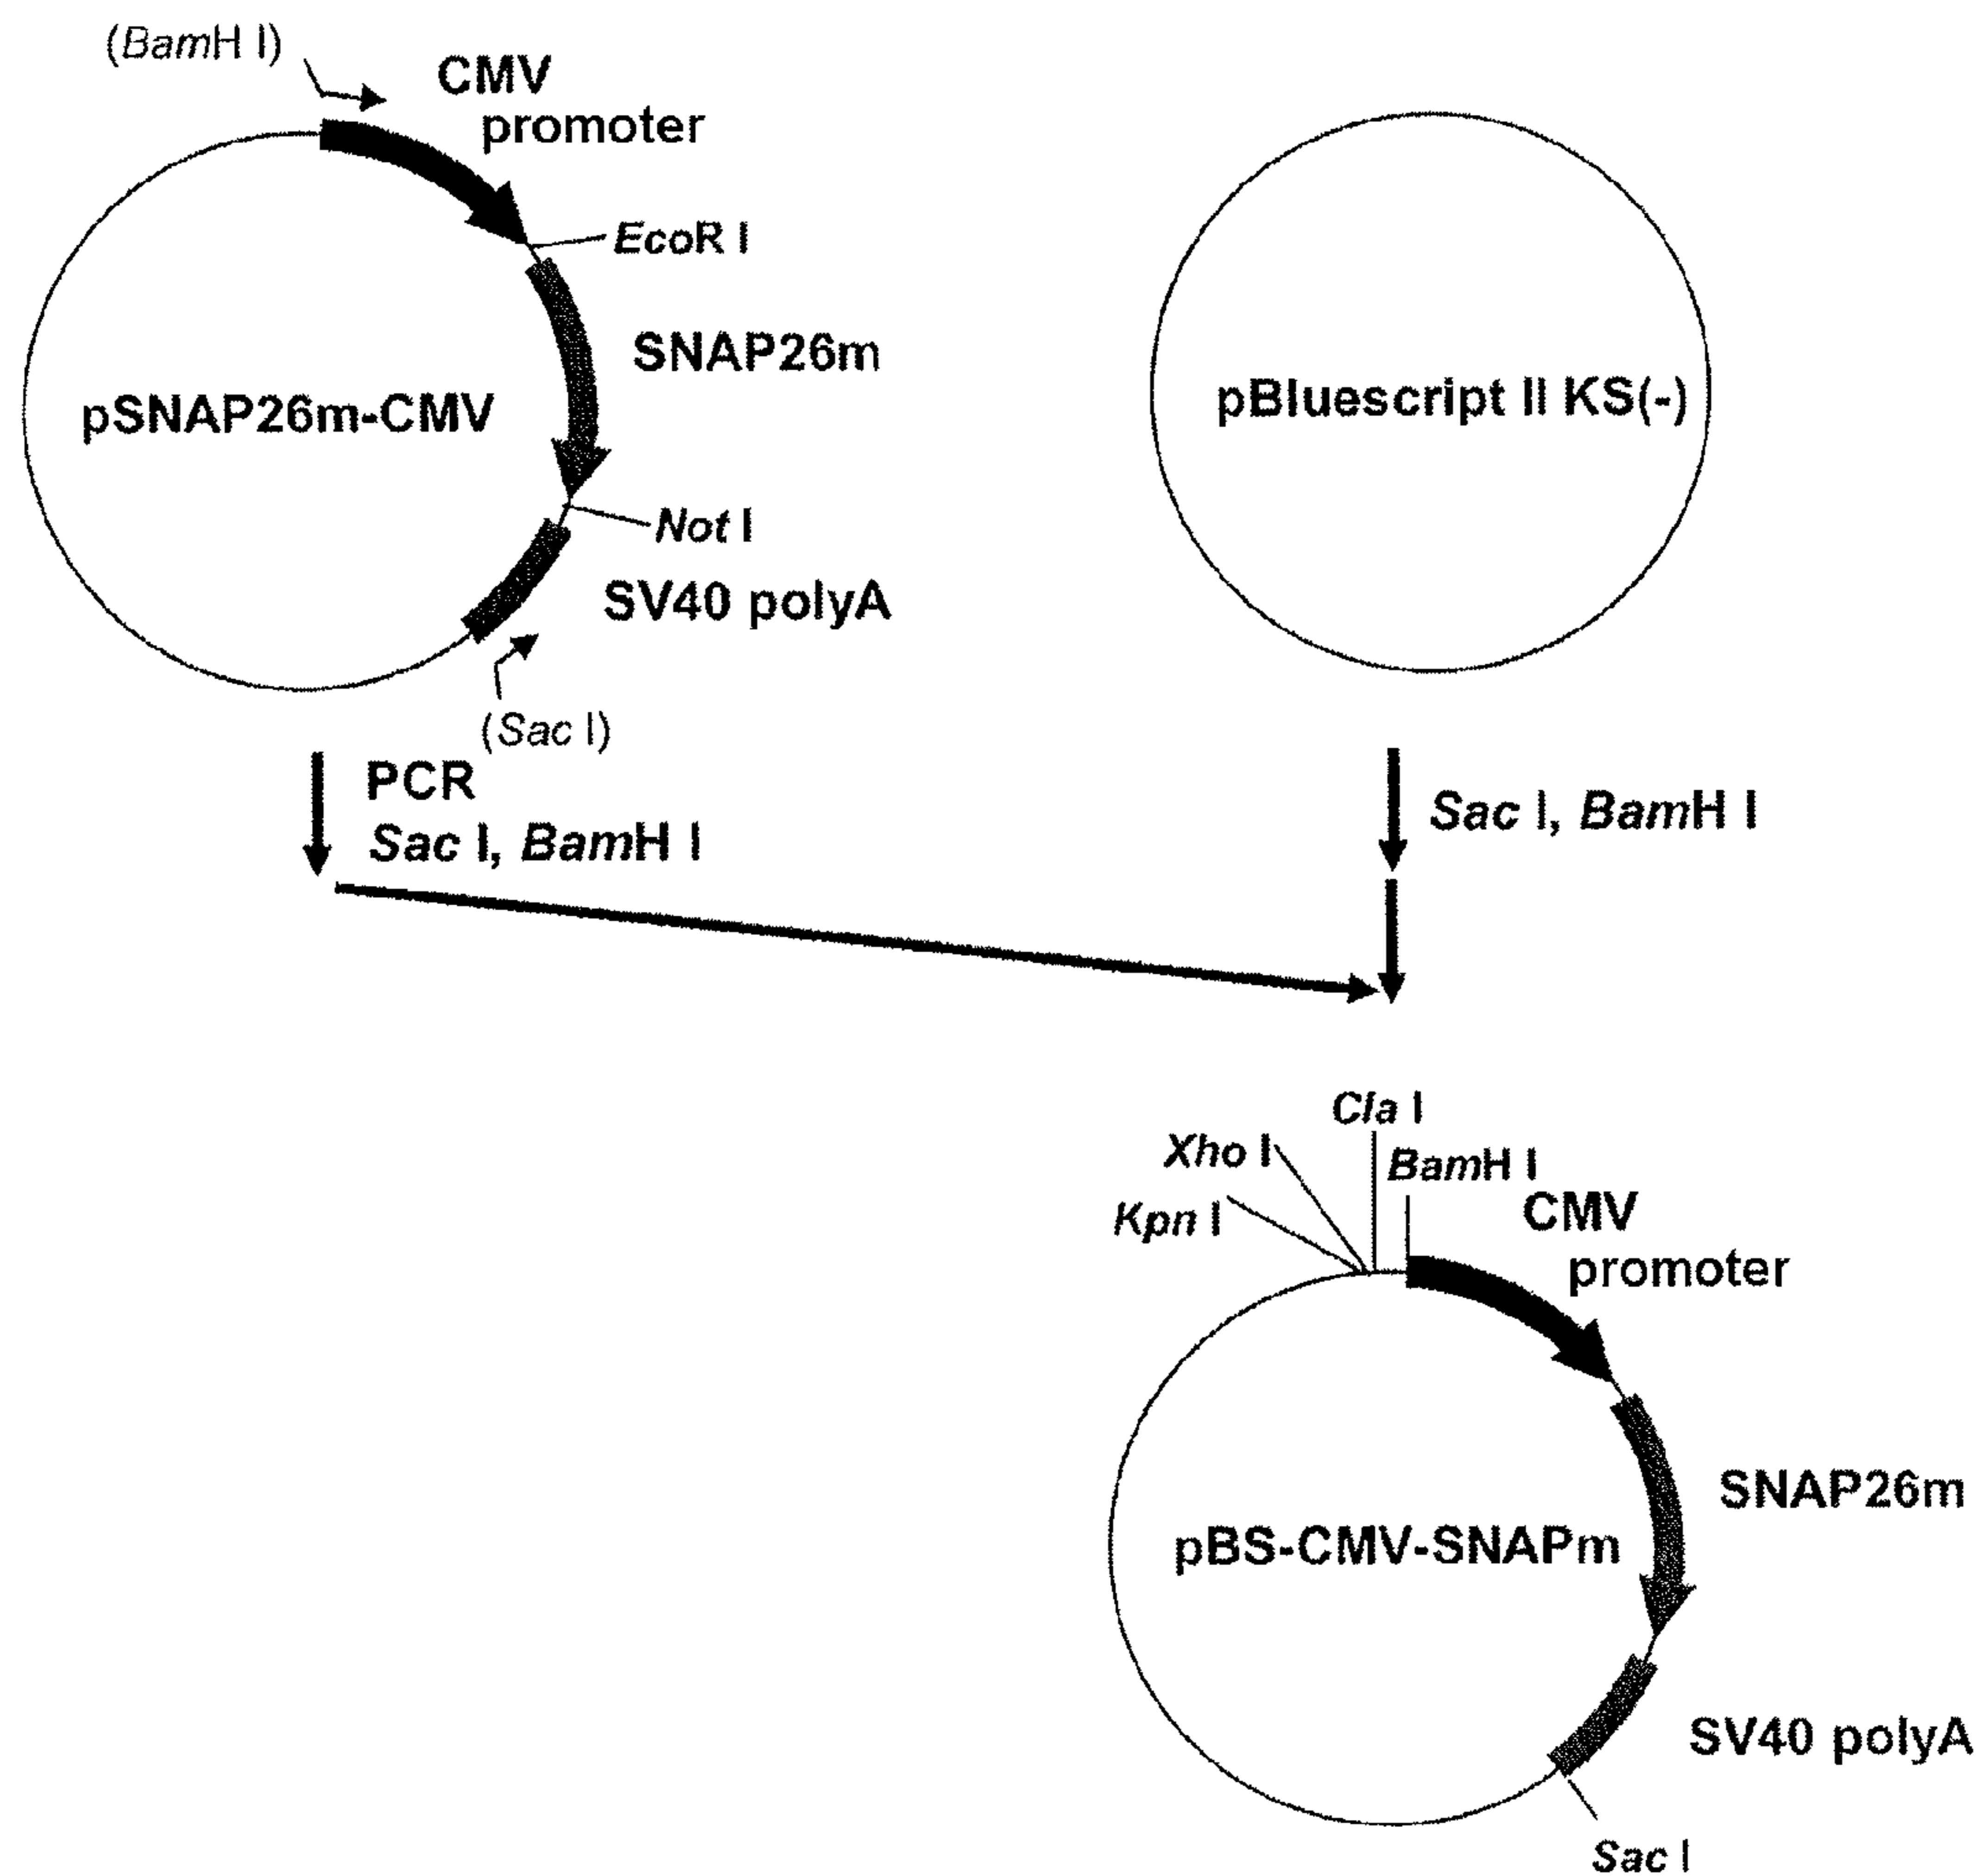 (BamH I)
CMV
promoter
EcoR I
SNAP26m
pSNAP26m-CMV
Not I
SV40 polyA
(Sac I)
pBluescript II KS(-)
PCR
Sac I, BamH I
Sac I, BamH I
Cla I
Xho I
BamH I
Kpn I
CMV
promoter
SNAP26m
pBS-CMV-SNAPm
SV40 polyA
Sac I